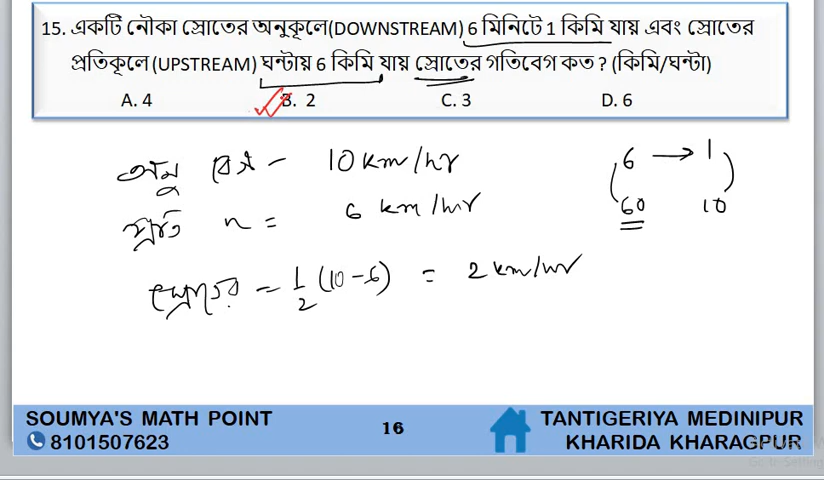 15. একটি নৌকা স্রোতের অনুকূলে(DOWNSTREAM) 6 মিনিটে 1 কিমি যায় এবং স্রোতের
প্রতিকূলে(UPSTREAM) ঘন্টায় 6 কিমি যায় স্রোতের গতিবেগ কত ? (কিমি/ঘন্টা)
A. 4 B. 2 C. 3 D. 6
অনু বেগ - 10 km/hr
6 → 1
প্রতি n = 6 km/hr
60 10
স্রোতের = 1/2 (10-6) = 2 km/hr
SOUMYA'S MATH POINT
8101507623
16
TANTIGERIYA MEDINIPUR
KHARIDA KHARAGPUR